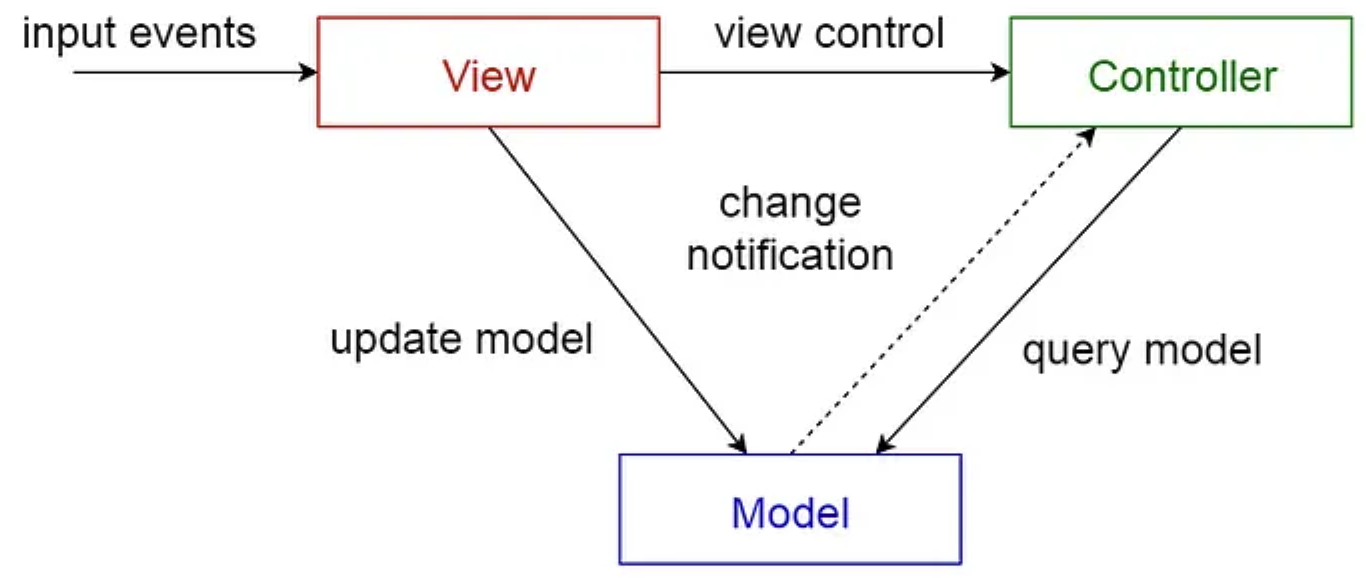 input events
View
view control
Controller
change
notification
update model
query model
Model